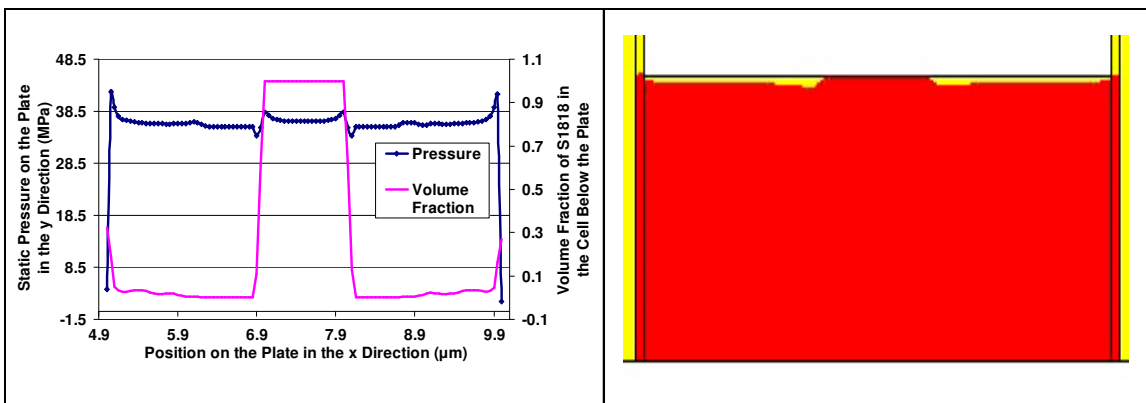 48.5
38.5
28.5
18.5
8.5
-1.5
Static Pressure on the Plate
in the y Direction (MPa)
Pressure
Volume
Fraction
1.1
0.9
0.7
0.5
0.3
0.1
-0.1
Volume Fraction of S1818 in
the Cell Below the Plate
4.9 5.9 6.9 7.9 8.9 9.9
Position on the Plate in the x Direction (µm)